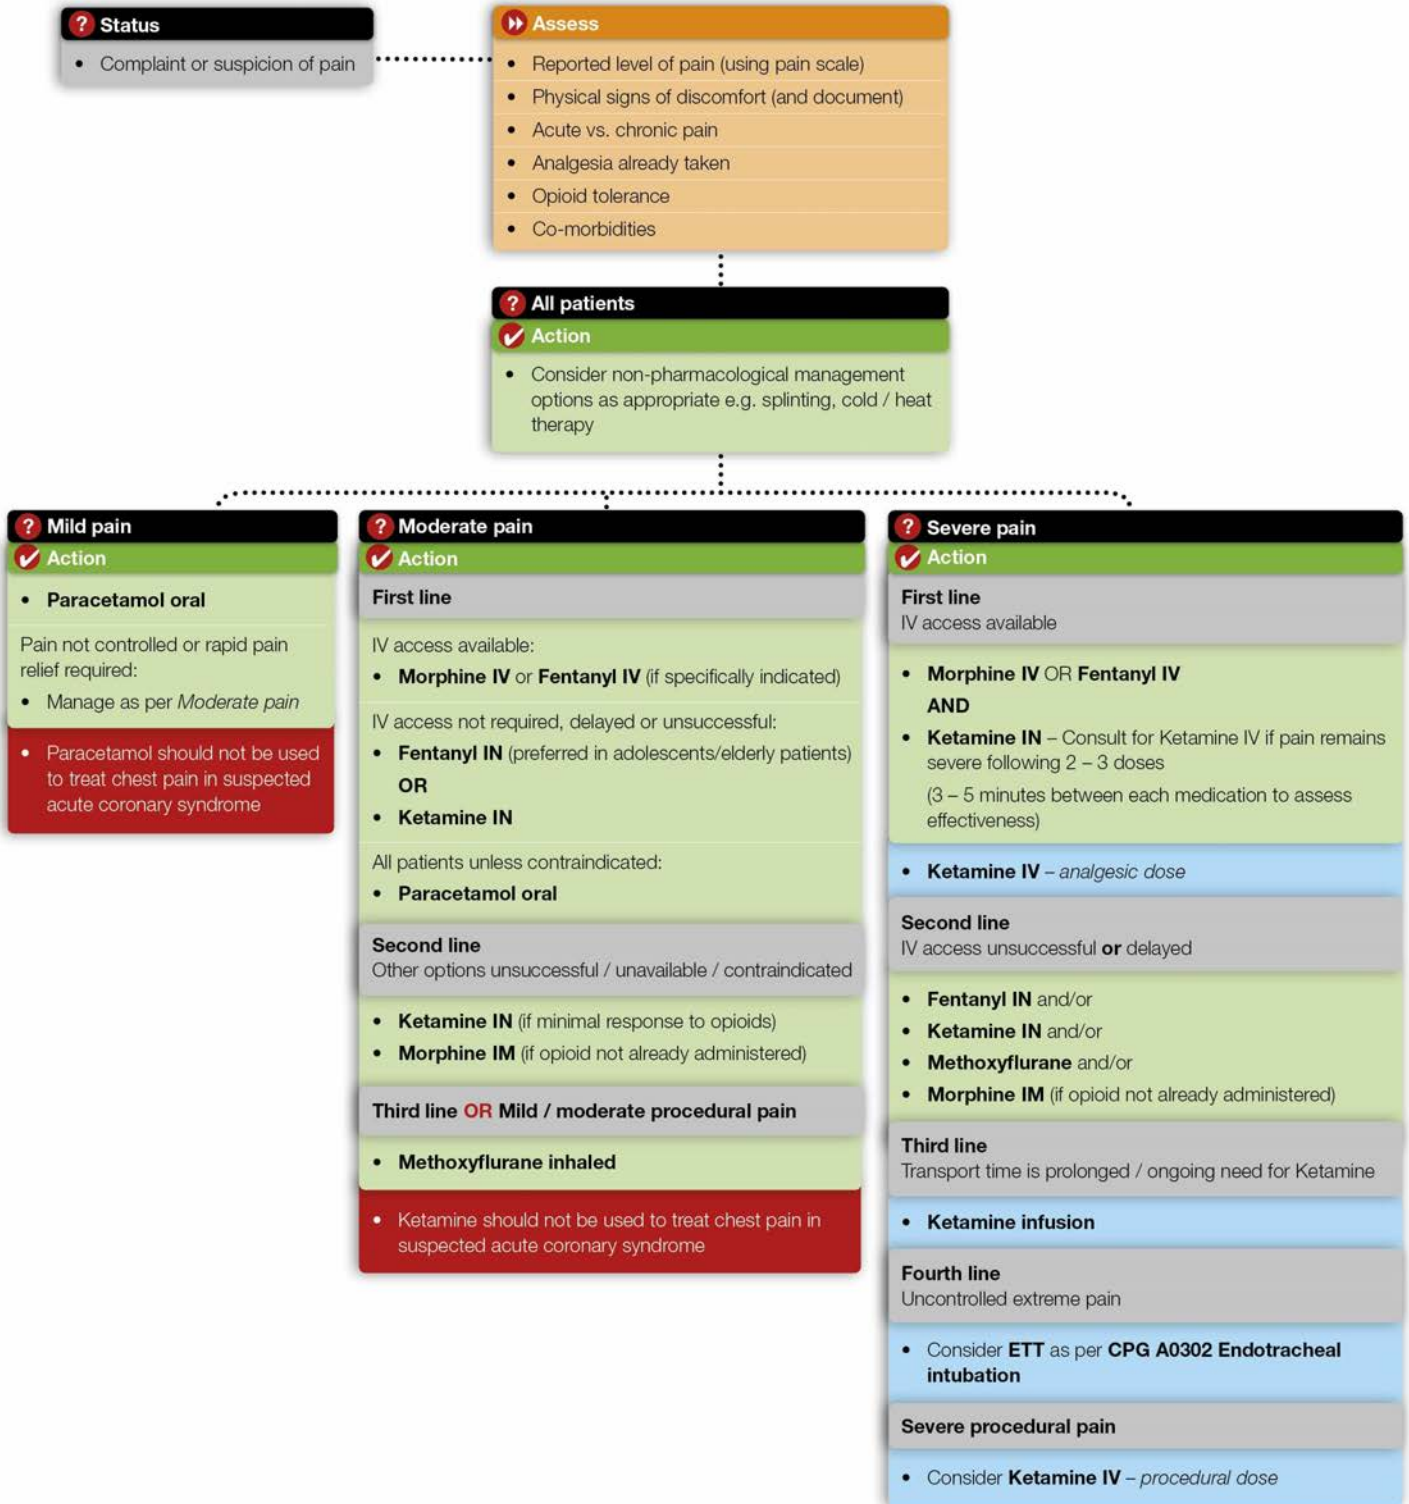 Status
• Complaint or suspicion of pain
Assess
• Reported level of pain (using pain scale)
• Physical signs of discomfort (and document)
• Acute vs. chronic pain
• Analgesia already taken
• Opioid tolerance
• Co-morbidities
All patients
Action
• Consider non-pharmacological management
options as appropriate e.g. splinting, cold / heat
therapy
Mild pain
Action
• Paracetamol oral
Pain not controlled or rapid pain
relief required:
• Manage as per Moderate pain
• Paracetamol should not be used
to treat chest pain in suspected
acute coronary syndrome
Moderate pain
Action
First line
IV access available:
• Morphine IV or Fentanyl IV (if specifically indicated)
IV access not required, delayed or unsuccessful:
• Fentanyl IN (preferred in adolescents/elderly patients)
OR
• Ketamine IN
All patients unless contraindicated:
• Paracetamol oral
Second line
Other options unsuccessful / unavailable / contraindicated
• Ketamine IN (if minimal response to opioids)
• Morphine IM (if opioid not already administered)
Third line OR Mild / moderate procedural pain
• Methoxyflurane inhaled
• Ketamine should not be used to treat chest pain in
suspected acute coronary syndrome
Severe pain
Action
First line
IV access available
• Morphine IV OR Fentanyl IV
AND
• Ketamine IN – Consult for Ketamine IV if pain remains
severe following 2 – 3 doses
(3 – 5 minutes between each medication to assess
effectiveness)
• Ketamine IV – analgesic dose
Second line
IV access unsuccessful or delayed
• Fentanyl IN and/or
• Ketamine IN and/or
• Methoxyflurane and/or
• Morphine IM (if opioid not already administered)
Third line
Transport time is prolonged / ongoing need for Ketamine
• Ketamine infusion
Fourth line
Uncontrolled extreme pain
• Consider ETT as per CPG A0302 Endotracheal
intubation
Severe procedural pain
• Consider Ketamine IV – procedural dose